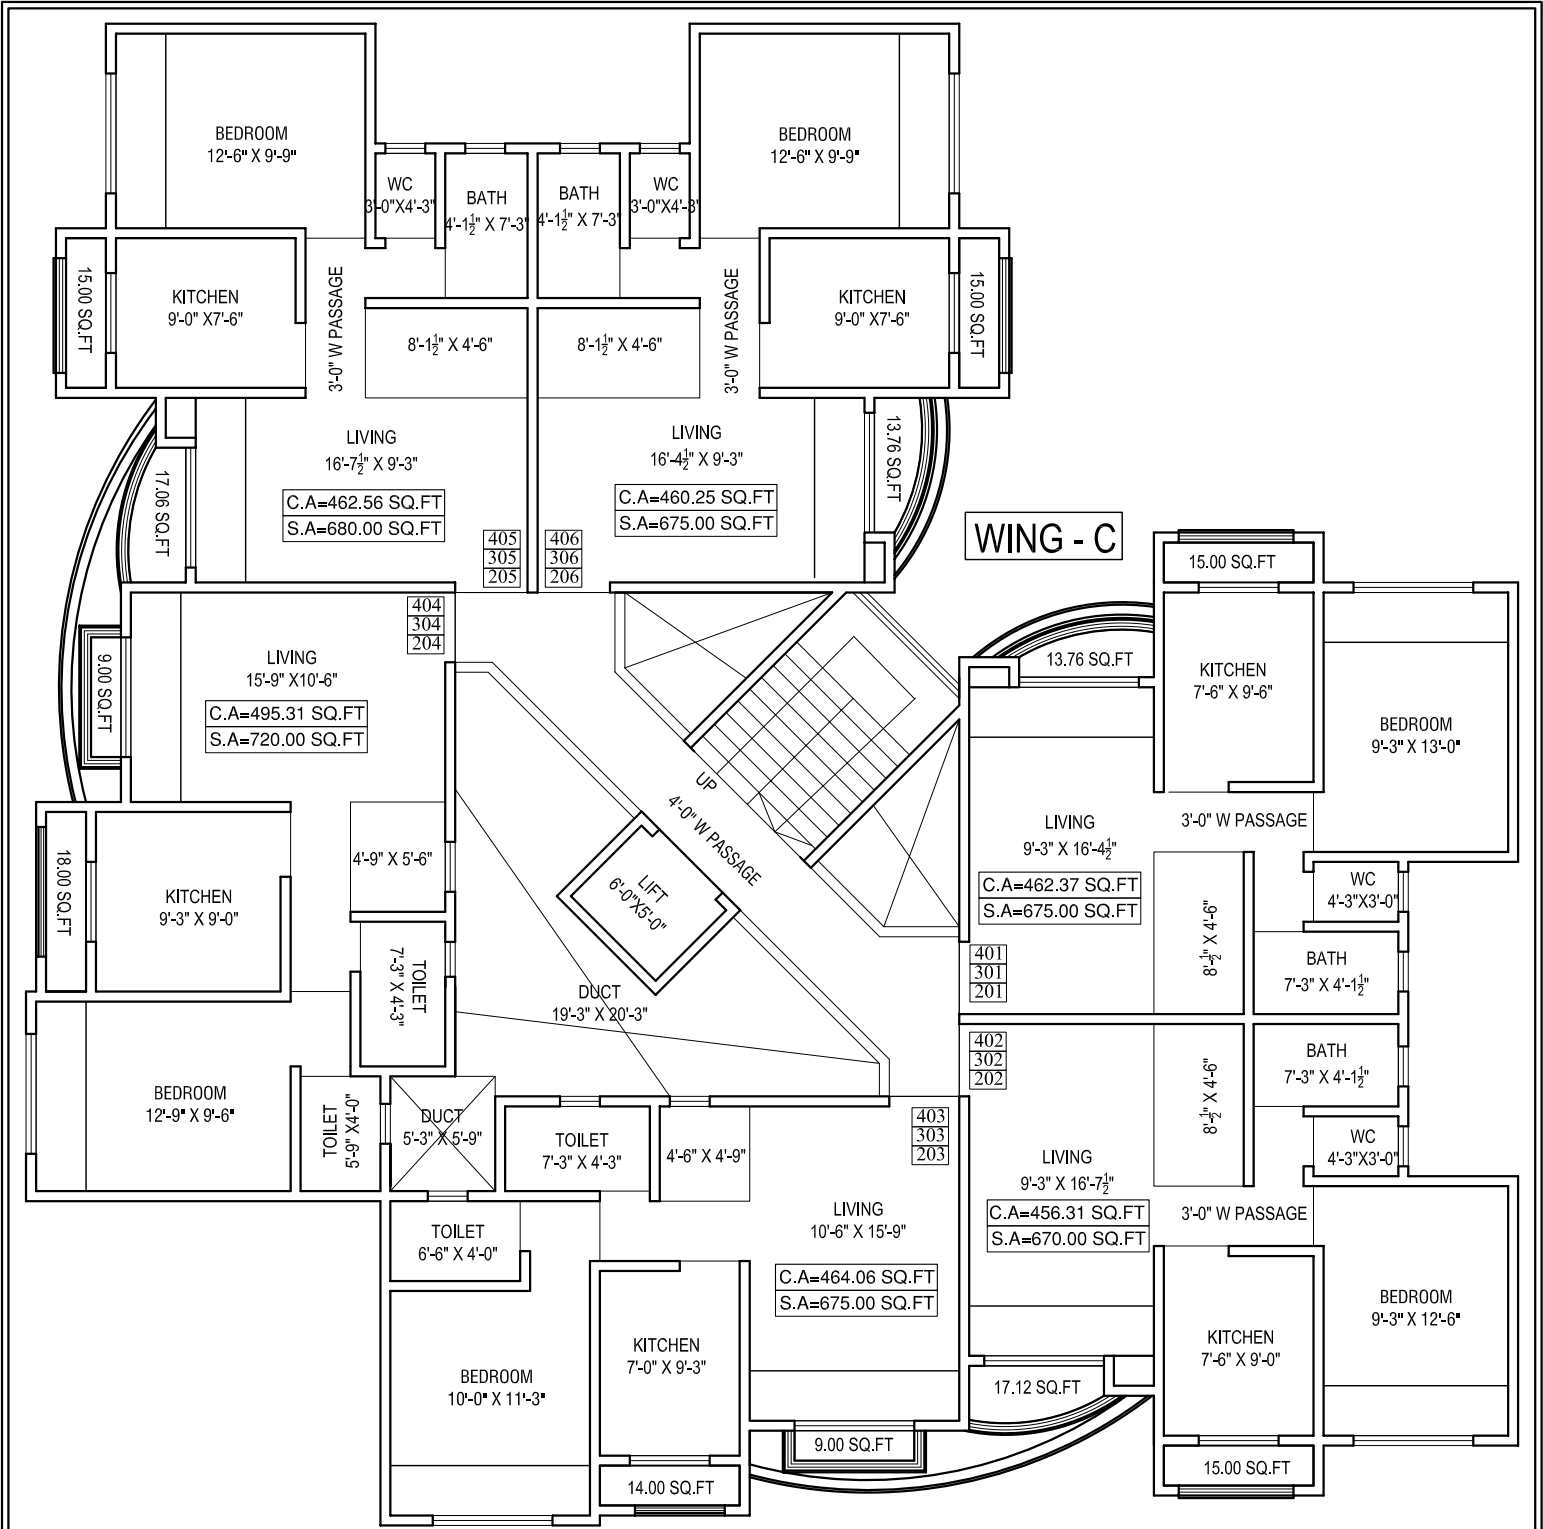 BEDROOM
12'-6" X 9'-9"
WC
3'-0"X4'-3"
BATH
4'-1½" X 7'-3"
BATH
4'-1½" X 7'-3"
WC
3'-0"X4'-3"
BEDROOM
12'-6" X 9'-9"
15.00 SQ.FT
KITCHEN
9'-0" X7'-6"
3'-0" W PASSAGE
8'-1½" X 4'-6"
8'-1½" X 4'-6"
3'-0" W PASSAGE
KITCHEN
9'-0" X7'-6"
15.00 SQ.FT
17.06 SQ.FT
LIVING
16'-7½" X 9'-3"
C.A=462.56 SQ.FT
S.A=680.00 SQ.FT
405
305
205
LIVING
16'-4½" X 9'-3"
C.A=460.25 SQ.FT
S.A=675.00 SQ.FT
406
306
206
13.76 SQ.FT
WING - C
404
304
204
LIVING
15'-9" X10'-6"
C.A=495.31 SQ.FT
S.A=720.00 SQ.FT
9.00 SQ.FT
18.00 SQ.FT
KITCHEN
9'-3" X 9'-0"
4'-9" X 5'-6"
TOILET
7'-3" X 4'-3"
UP
4'-0" W PASSAGE
LIFT
6'-0"X5'-0"
DUCT
19'-3" X 20'-3"
15.00 SQ.FT
13.76 SQ.FT
KITCHEN
7'-6" X 9'-6"
BEDROOM
9'-3" X 13'-0"
LIVING
9'-3" X 16'-4½"
C.A=462.37 SQ.FT
S.A=675.00 SQ.FT
3'-0" W PASSAGE
WC
4'-3"X3'-0"
8'-½" X 4'-6"
BATH
7'-3" X 4'-1½"
401
301
201
402
302
202
BATH
7'-3" X 4'-1½"
8'-½" X 4'-6"
WC
4'-3"X3'-0"
LIVING
9'-3" X 16'-7½"
C.A=456.31 SQ.FT
S.A=670.00 SQ.FT
3'-0" W PASSAGE
BEDROOM
9'-3" X 12'-6"
KITCHEN
7'-6" X 9'-0"
17.12 SQ.FT
15.00 SQ.FT
BEDROOM
12'-9" X 9'-6"
TOILET
5'-9" X4'-0"
DUCT
5'-3" X 5'-9"
TOILET
7'-3" X 4'-3"
4'-6" X 4'-9"
403
303
203
TOILET
6'-6" X 4'-0"
LIVING
10'-6" X 15'-9"
C.A=464.06 SQ.FT
S.A=675.00 SQ.FT
BEDROOM
10'-0" X 11'-3"
KITCHEN
7'-0" X 9'-3"
9.00 SQ.FT
14.00 SQ.FT